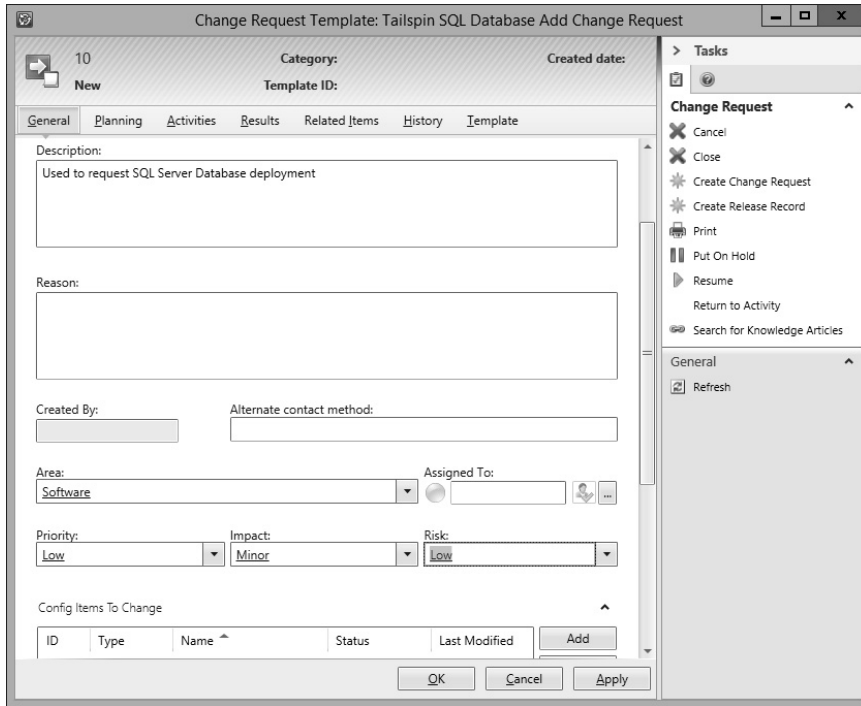 Change Request Template: Tailspin SQL Database Add Change Request
10
Category:
Created date:
New
Template ID:
General Planning Activities Results Related Items History Template
Description:
Used to request SQL Server Database deployment
Reason:
Created By:
Alternate contact method:
Area:
Assigned To:
Software
...
Priority:
Impact:
Risk:
Low
Minor
Low
Config Items To Change
ID Type Name Status Last Modified
Add
OK Cancel Apply
Tasks
Change Request
Cancel
Close
Create Change Request
Create Release Record
Print
Put On Hold
Resume
Return to Activity
Search for Knowledge Articles
General
Refresh